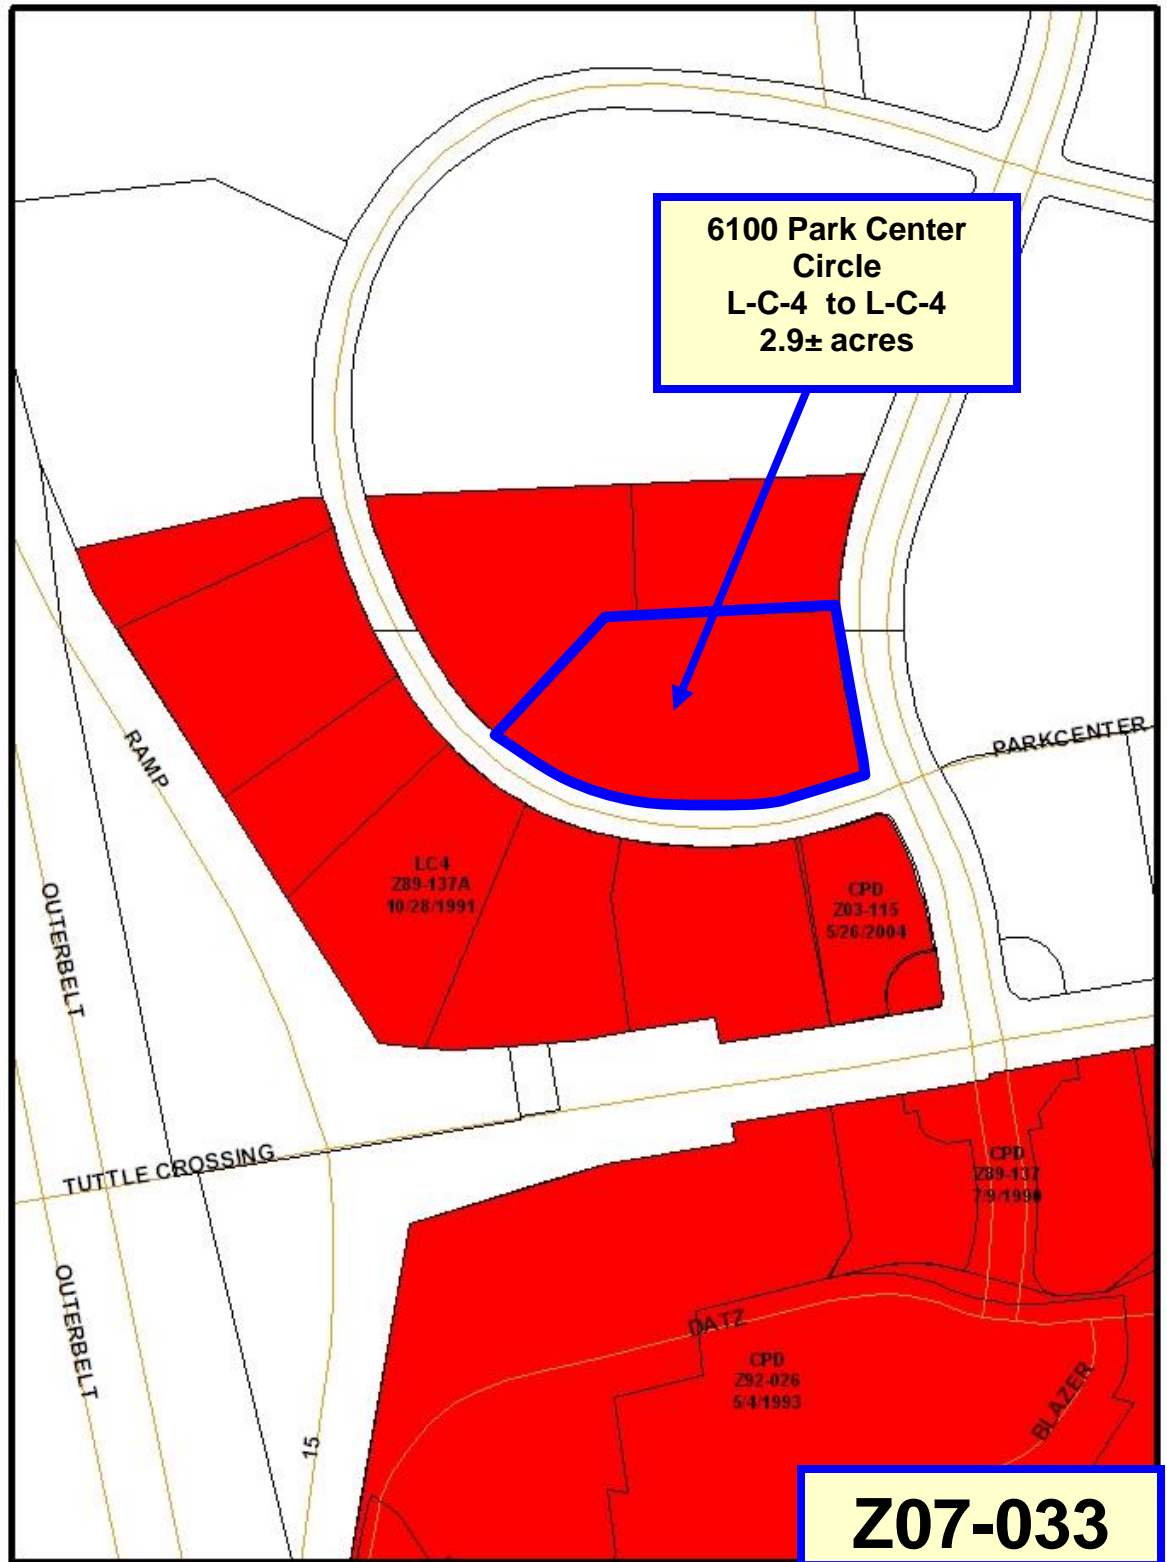 6100 Park Center
Circle
L-C-4 to L-C-4
2.9± acres
PARKCENTER
RAMP
LC4
Z89-137A
10/28/1991
CPD
Z03-115
5/26/2004
OUTERBELT
TUTTLE CROSSING
CPD
Z89-137
7/9/1990
OUTERBELT
DATZ
CPD
Z92-026
5/4/1993
BLAZER
15
Z07-033